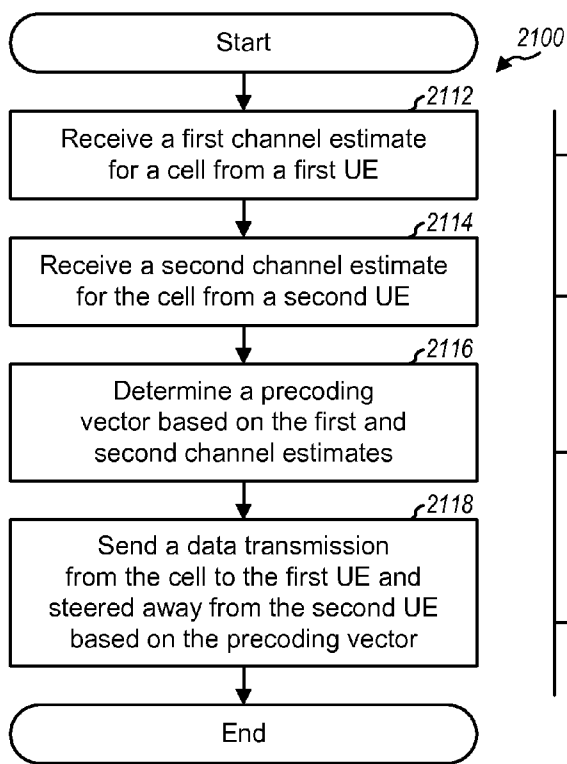 Start
2100
2112
Receive a first channel estimate
for a cell from a first UE
2114
Receive a second channel estimate
for the cell from a second UE
2116
Determine a precoding
vector based on the first and
second channel estimates
2118
Send a data transmission
from the cell to the first UE and
steered away from the second UE
based on the precoding vector
End